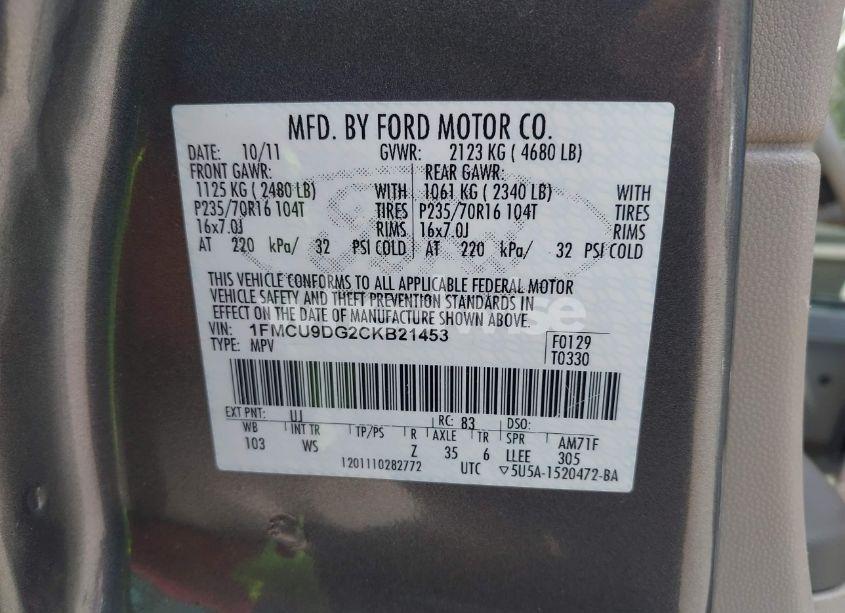 MFD. BY FORD MOTOR CO.
DATE: 10/11 GVWR: 2123 KG ( 4680 LB)
FRONT GAWR: REAR GAWR:
1125 KG ( 2480 LB) WITH 1061 KG ( 2340 LB) WITH
P235/70R16 104T TIRES P235/70R16 104T TIRES
16x7.0J RIMS 16x7.0J RIMS
AT 220 kPa/ 32 PSI COLD AT 220 kPa/ 32 PSI COLD
THIS VEHICLE CONFORMS TO ALL APPLICABLE FEDERAL MOTOR
VEHICLE SAFETY AND THEFT PREVENTION STANDARDS IN
EFFECT ON THE DATE OF MANUFACTURE SHOWN ABOVE.
VIN: 1FMCU9DG2CKB21453
TYPE: MPV
F0129
T0330
EXT PNT: UJ RC: 83 DSO:
WB INT TR TP/PS R AXLE TR SPR AM71F
103 WS Z 35 6 LLEE 305
1201110282772 UTC ▽5U5A-1520472-BA